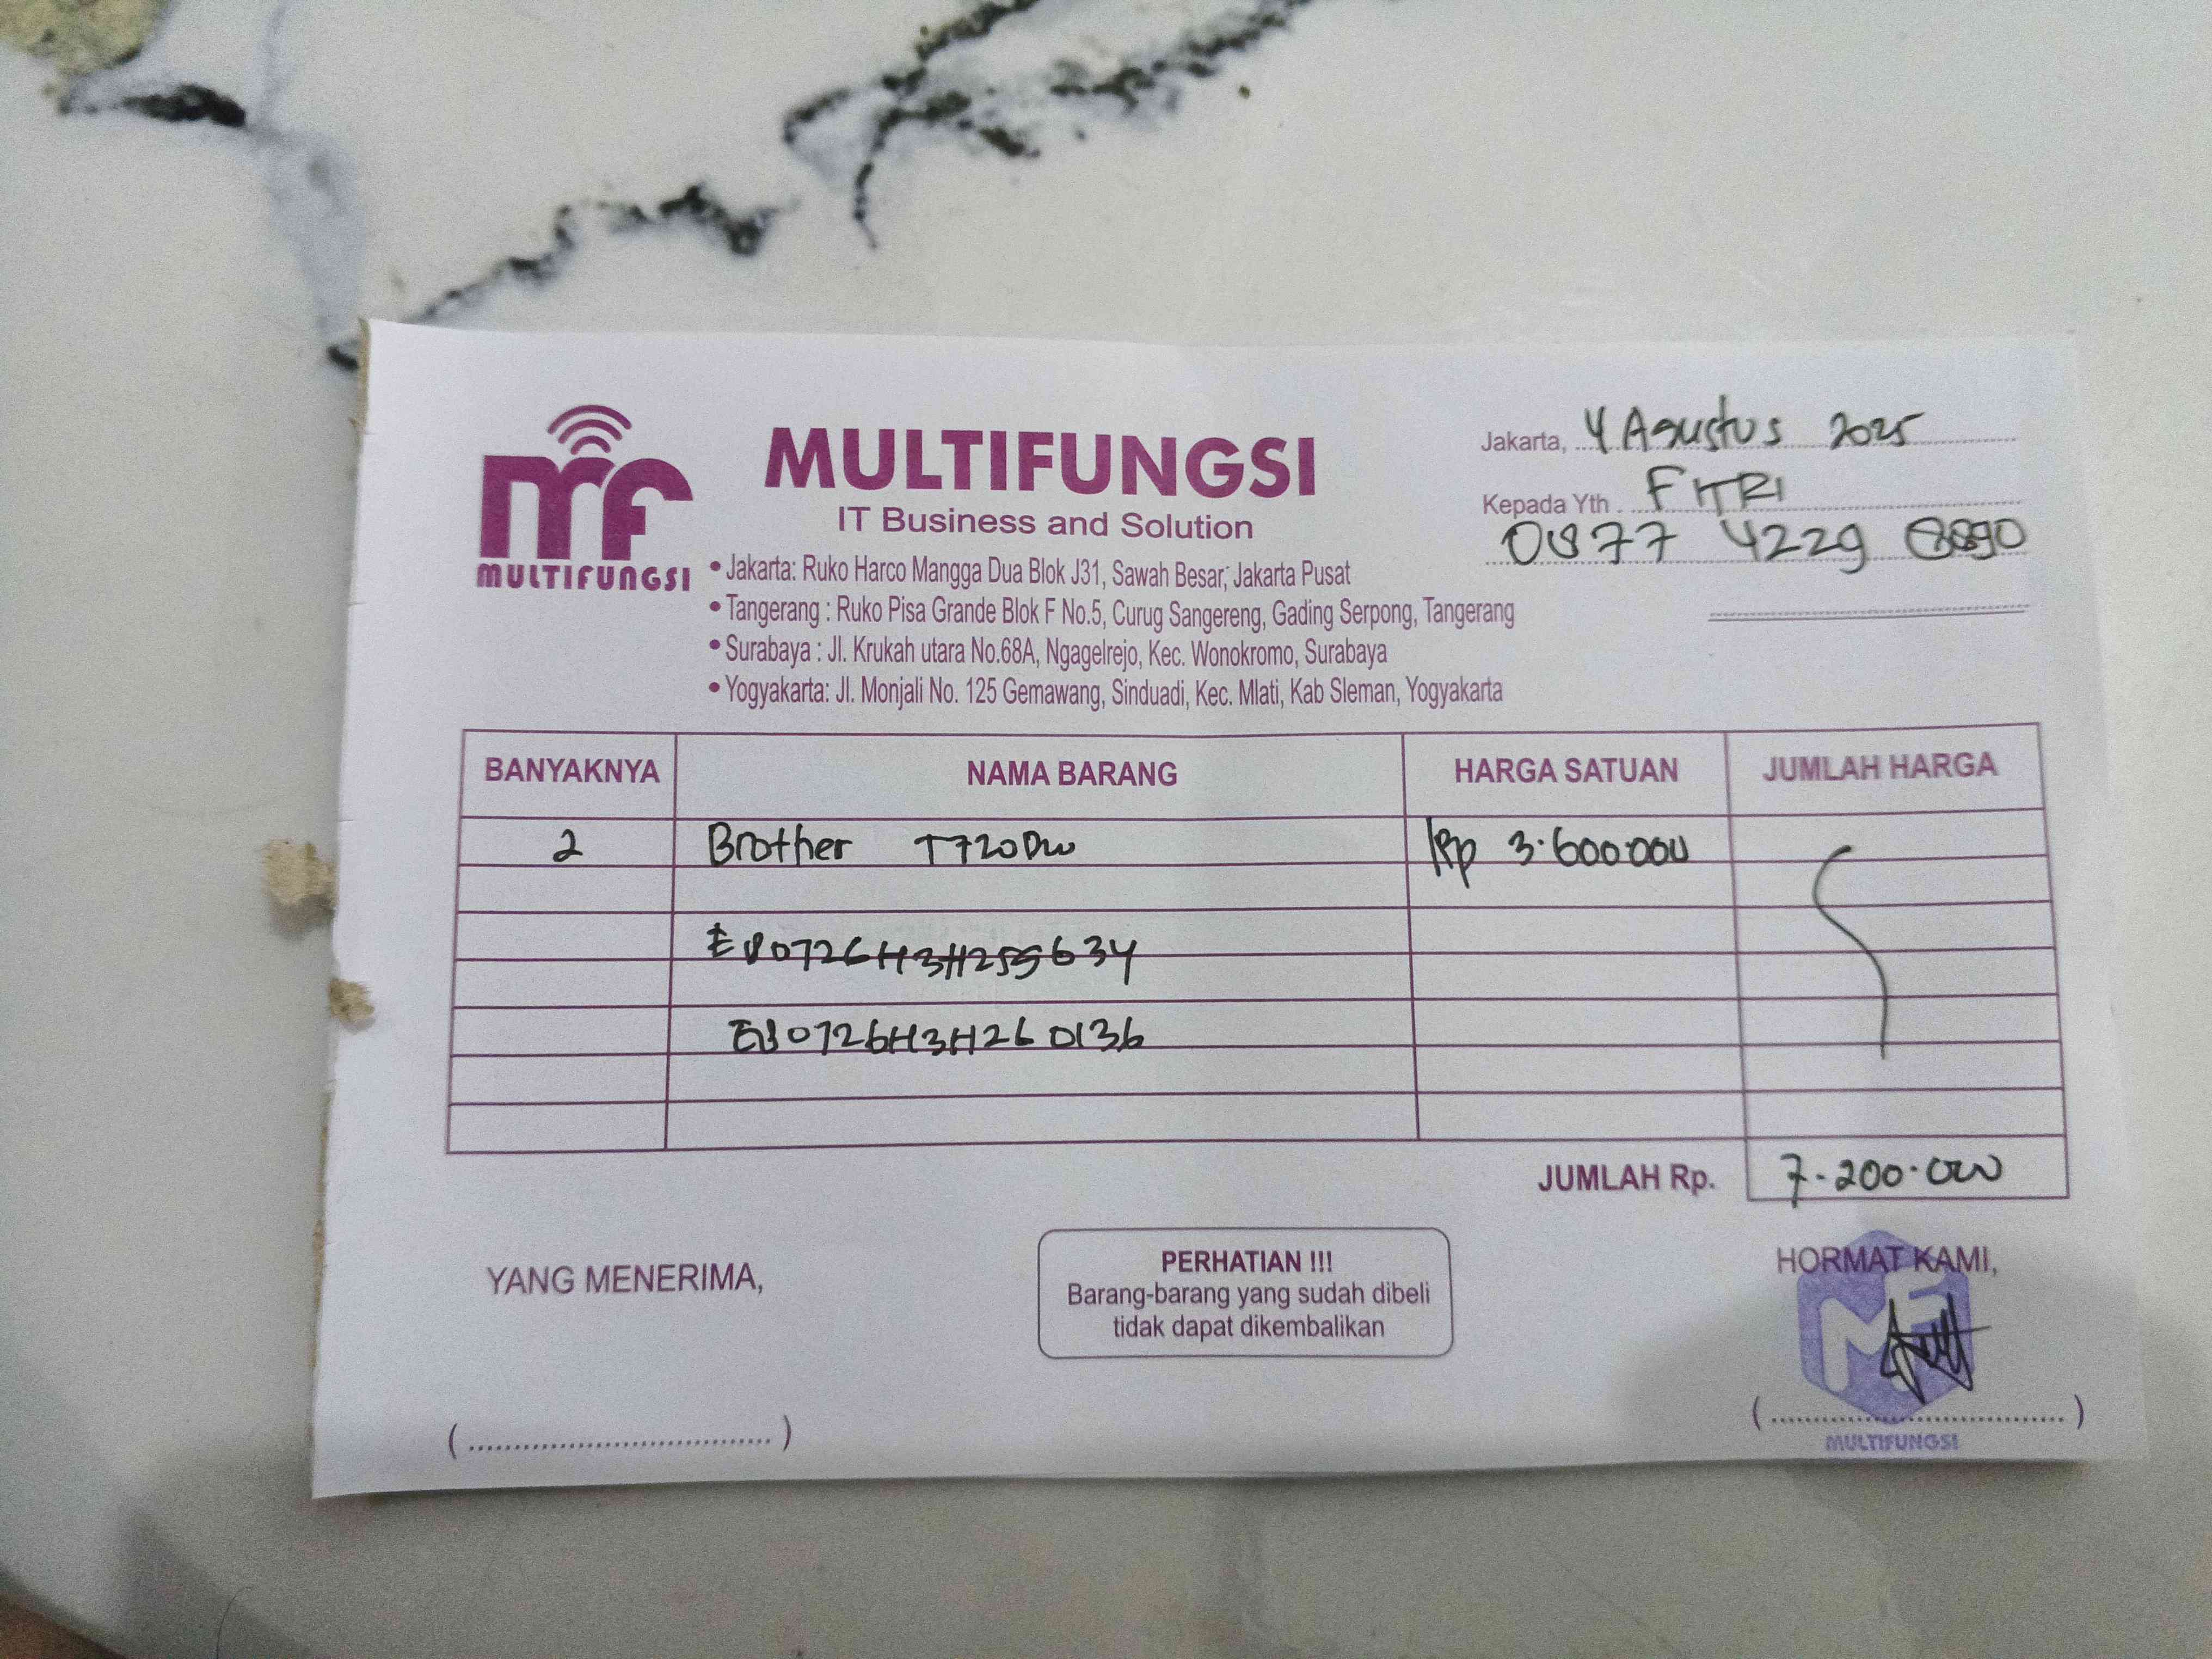 MULTIFUNGSI
MULTIFUNGSI
IT Business and Solution
• Jakarta: Ruko Harco Mangga Dua Blok J31, Sawah Besar, Jakarta Pusat
• Tangerang : Ruko Pisa Grande Blok F No.5, Curug Sangereng, Gading Serpong, Tangerang
• Surabaya : Jl. Krukah utara No.68A, Ngagelrejo, Kec. Wonokromo, Surabaya
• Yogyakarta: Jl. Monjali No. 125 Gemawang, Sinduadi, Kec. Mlati, Kab Sleman, Yogyakarta
Jakarta, 4 Agustus 2025
Kepada Yth. FITRI
0877 4229 8890
BANYAKNYA NAMA BARANG HARGA SATUAN JUMLAH HARGA
2 Brother T720DW Rp 3.600.000
E80726H3H255634
E80726H3H260136
JUMLAH Rp. 7.200.000
YANG MENERIMA,
PERHATIAN !!!
Barang-barang yang sudah dibeli
tidak dapat dikembalikan
HORMAT KAMI,
(..............................)
(..............................)
MULTIFUNGSI